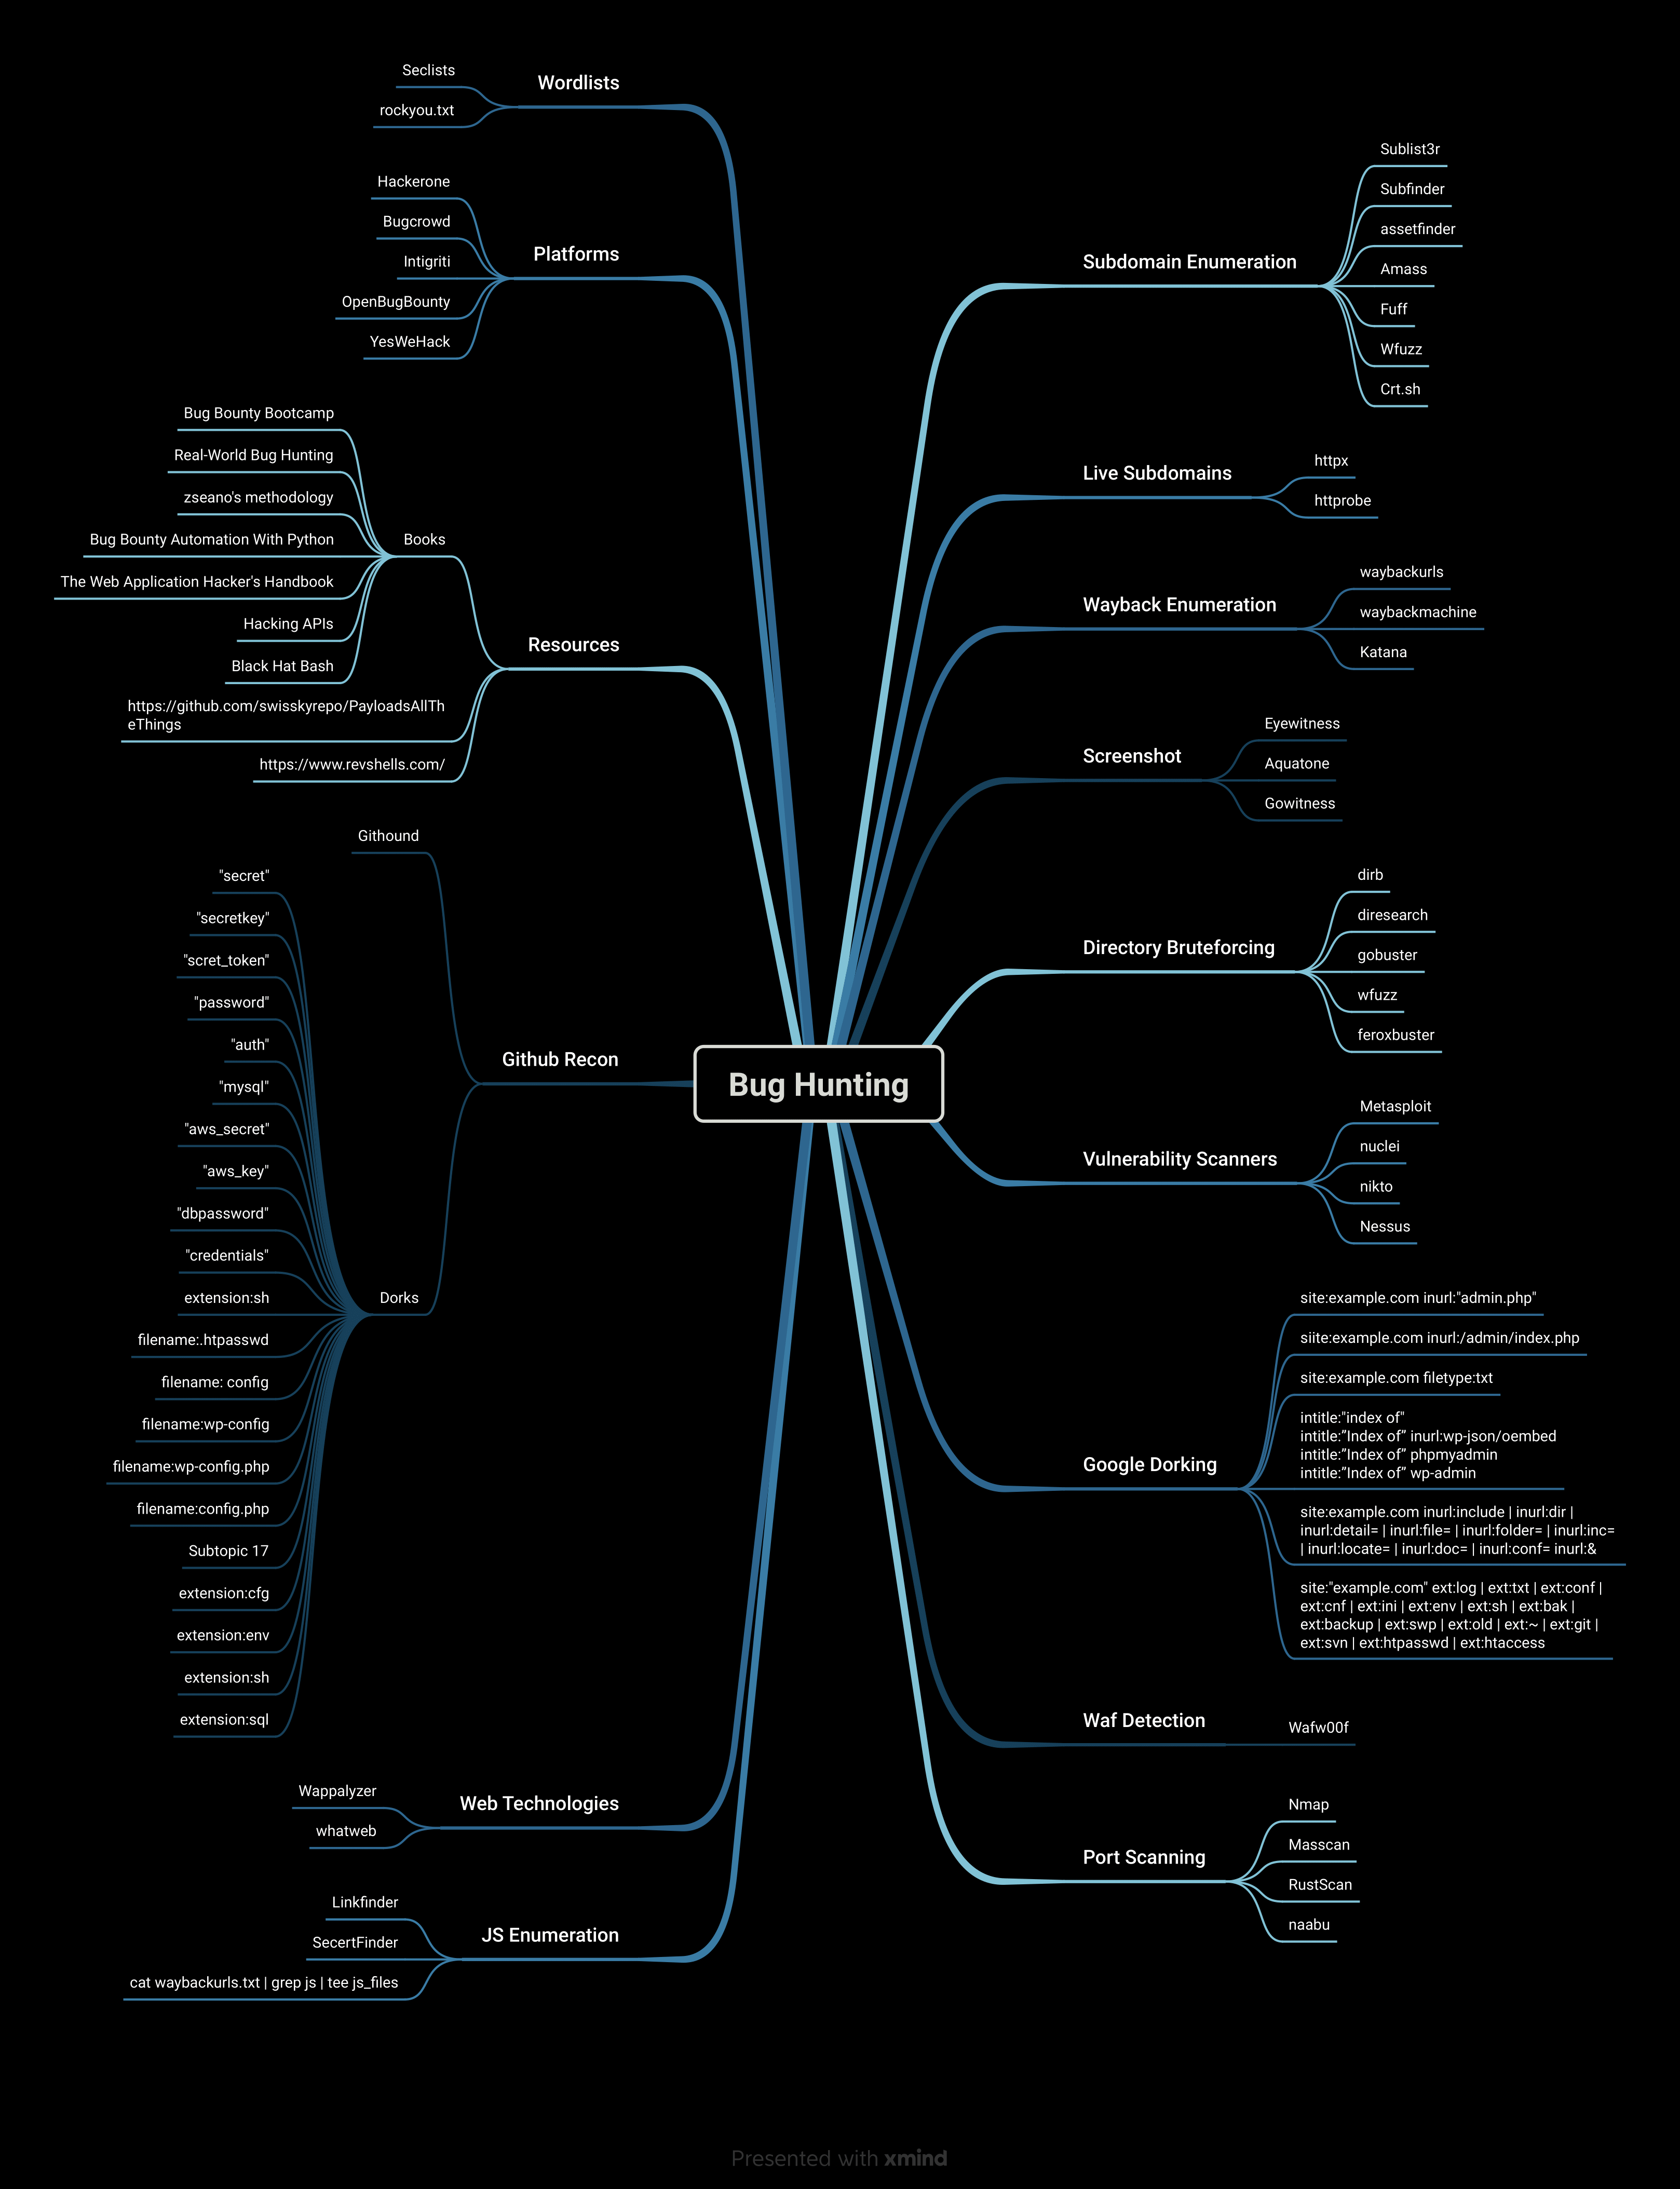 Wordlists
Seclists
rockyou.txt
Platforms
Hackerone
Bugcrowd
Intigriti
OpenBugBounty
YesWeHack
Resources
Books
Bug Bounty Bootcamp
Real-World Bug Hunting
zseano's methodology
Bug Bounty Automation With Python
The Web Application Hacker's Handbook
Hacking APIs
Black Hat Bash
https://github.com/swisskyrepo/PayloadsAllTh
eThings
https://www.revshells.com/
Github Recon
Githound
Dorks
"secret"
"secretkey"
"scret_token"
"password"
"auth"
"mysql"
"aws_secret"
"aws_key"
"dbpassword"
"credentials"
extension:sh
filename:.htpasswd
filename: config
filename:wp-config
filename:wp-config.php
filename:config.php
Subtopic 17
extension:cfg
extension:env
extension:sh
extension:sql
Web Technologies
Wappalyzer
whatweb
JS Enumeration
Linkfinder
SecertFinder
cat waybackurls.txt | grep js | tee js_files
Bug Hunting
Subdomain Enumeration
Sublist3r
Subfinder
assetfinder
Amass
Fuff
Wfuzz
Crt.sh
Live Subdomains
httpx
httprobe
Wayback Enumeration
waybackurls
waybackmachine
Katana
Screenshot
Eyewitness
Aquatone
Gowitness
Directory Bruteforcing
dirb
diresearch
gobuster
wfuzz
feroxbuster
Vulnerability Scanners
Metasploit
nuclei
nikto
Nessus
Google Dorking
site:example.com inurl:"admin.php"
siite:example.com inurl:/admin/index.php
site:example.com filetype:txt
intitle:"index of"
intitle:”Index of” inurl:wp-json/oembed
intitle:”Index of” phpmyadmin
intitle:”Index of” wp-admin
site:example.com inurl:include | inurl:dir |
inurl:detail= | inurl:file= | inurl:folder= | inurl:inc=
| inurl:locate= | inurl:doc= | inurl:conf= inurl:&
site:"example.com" ext:log | ext:txt | ext:conf |
ext:cnf | ext:ini | ext:env | ext:sh | ext:bak |
ext:backup | ext:swp | ext:old | ext:~ | ext:git |
ext:svn | ext:htpasswd | ext:htaccess
Waf Detection
Wafw00f
Port Scanning
Nmap
Masscan
RustScan
naabu
Presented with xmind